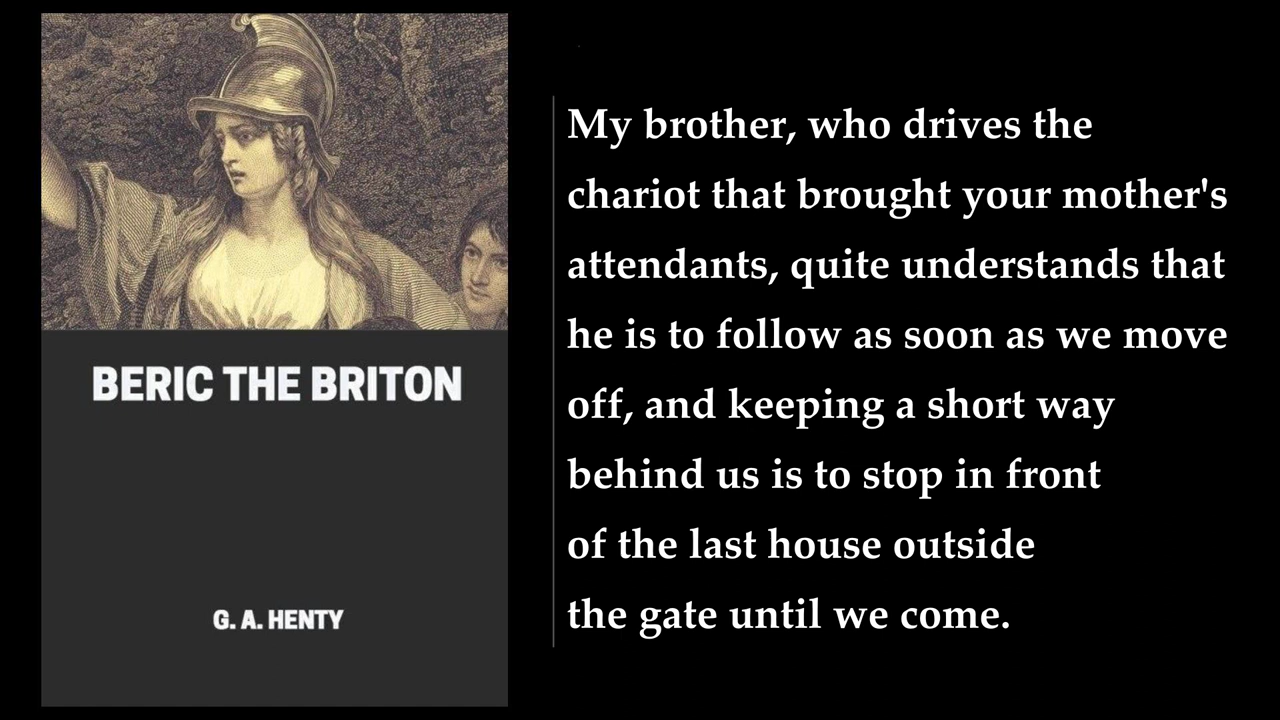 BERIC THE BRITON
G. A. HENTY
My brother, who drives the
chariot that brought your mother's
attendants, quite understands that
he is to follow as soon as we move
off, and keeping a short way
behind us is to stop in front
of the last house outside
the gate until we come.